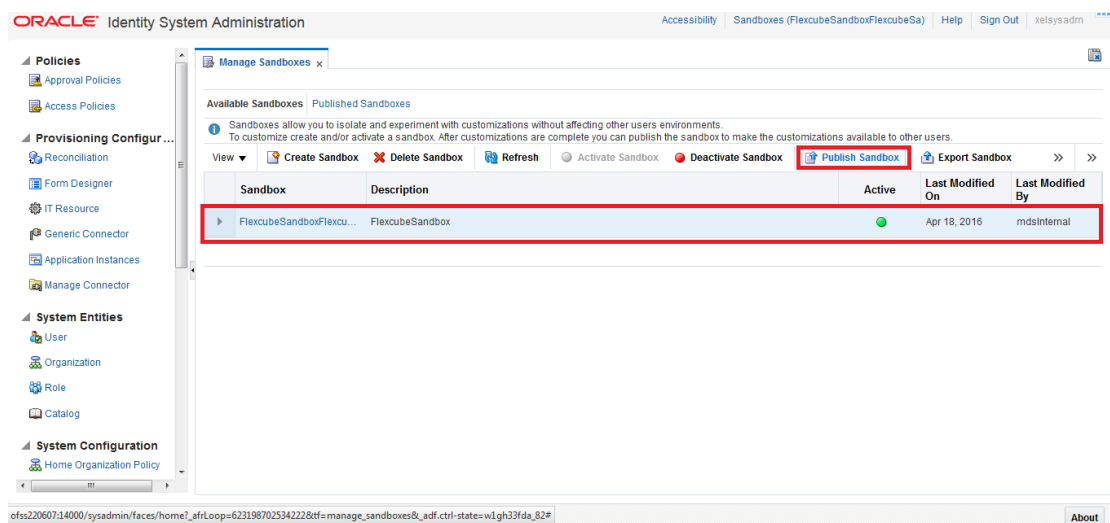 ORACLE® Identity System Administration
Accessibility Sandboxes (FlexcubeSandboxFlexcubeSa) Help Sign Out xelsysadm
Policies
Approval Policies
Access Policies
Provisioning Configur...
Reconciliation
Form Designer
IT Resource
Generic Connector
Application Instances
Manage Connector
System Entities
User
Organization
Role
Catalog
System Configuration
Home Organization Policy
Manage Sandboxes x
Available Sandboxes Published Sandboxes
Sandboxes allow you to isolate and experiment with customizations without affecting other users environments.
To customize create and/or activate a sandbox. After customizations are complete you can publish the sandbox to make the customizations available to other users.
View Create Sandbox Delete Sandbox Refresh Activate Sandbox Deactivate Sandbox Publish Sandbox Export Sandbox » »
Sandbox Description Active Last Modified On Last Modified By
FlexcubeSandboxFlexcu... FlexcubeSandbox Apr 18, 2016 mdsInternal
ofss220607:14000/sysadmin/faces/home?_afrLoop=623198702534222&tf=manage_sandboxes&_adf.ctrl-state=w1gh33fda_82#
About